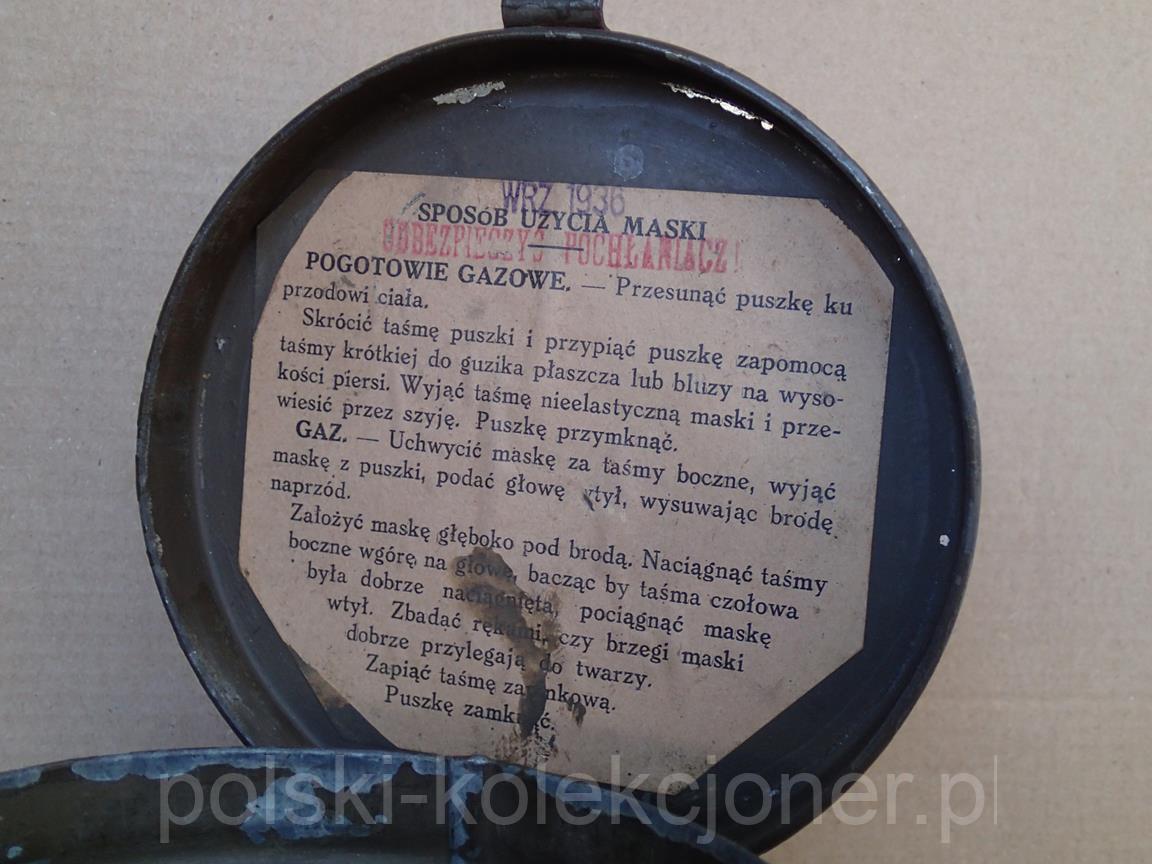 WRZ 1936
SPOSÓB UŻYCIA MASKI
ODBEZPIECZYĆ POCHŁANIACZ!
POGOTOWIE GAZOWE. — Przesunąć puszkę ku
przodowi ciała.
Skrócić taśmę puszki i przypiąć puszkę zapomocą
taśmy krótkiej do guzika płaszcza lub bluzy na wyso-
kości piersi. Wyjąć taśmę nieelastyczną maski i prze-
wiesić przez szyję. Puszkę przymknąć.
GAZ. — Uchwycić maskę za taśmy boczne, wyjąć
maskę z puszki, podać głowę wtył, wysuwając brodę
naprzód.
Założyć maskę głęboko pod brodą. Naciągnąć taśmy
boczne wgórę na głowę, bacząc by taśma czołowa
była dobrze naciągnięta, pociągnąć maskę
wtył. Zbadać rękami, czy brzegi maski
dobrze przylegają do twarzy.
Zapiąć taśmę zamkową.
Puszkę zamknąć.
polski-kolekcjoner.pl